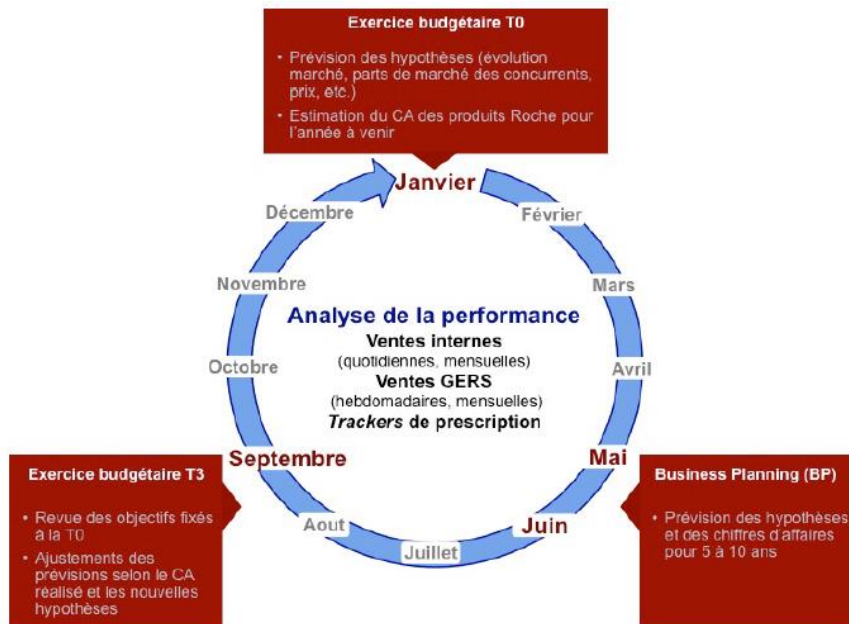 Exercice budgétaire T0
• Prévision des hypothèses (évolution
marché, parts de marché des concurrents,
prix, etc.)
• Estimation du CA des produits Roche pour
l'année à venir
Janvier
Février
Mars
Avril
Mai
Juin
Juillet
Aout
Septembre
Octobre
Novembre
Décembre
Analyse de la performance
Ventes internes
(quotidiennes, mensuelles)
Ventes GERS
(hebdomadaires, mensuelles)
Trackers de prescription
Business Planning (BP)
• Prévision des hypothèses
et des chiffres d'affaires
pour 5 à 10 ans
Exercice budgétaire T3
• Revue des objectifs fixés
à la T0
• Ajustements des
prévisions selon le CA
réalisé et les nouvelles
hypothèses